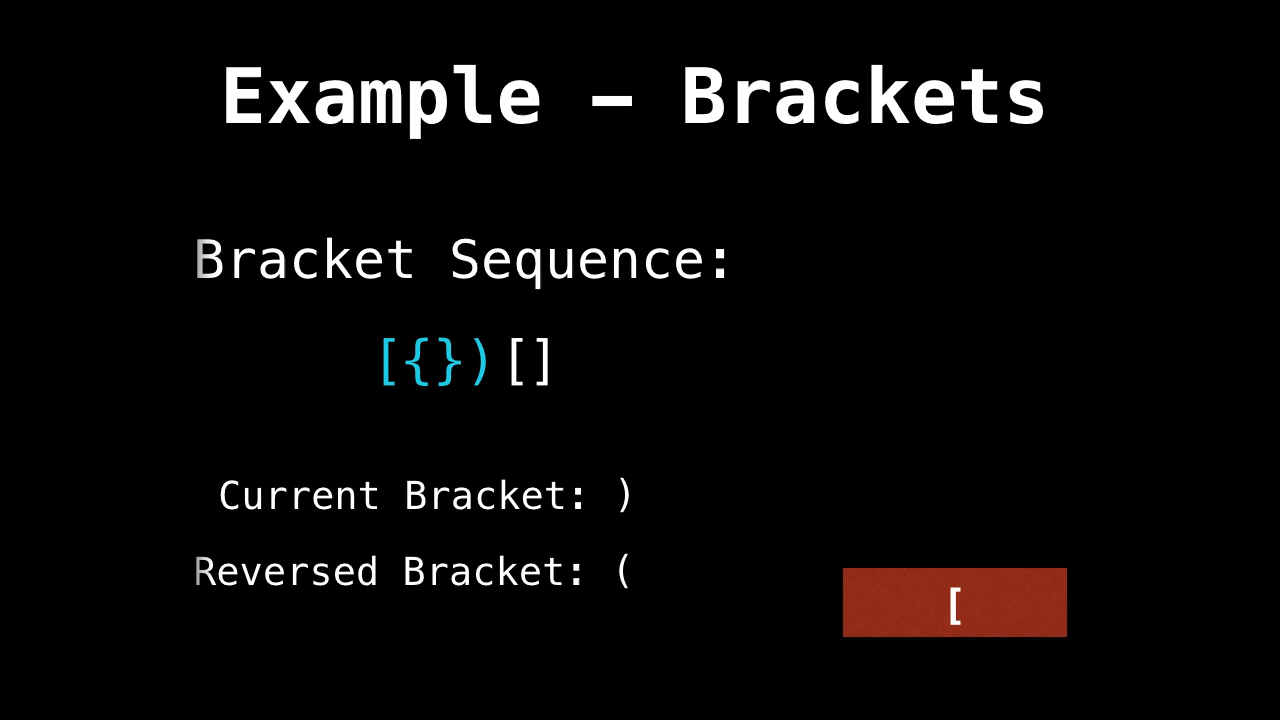 Example – Brackets
Bracket Sequence:
[{})[]
Current Bracket: )
Reversed Bracket: (
[